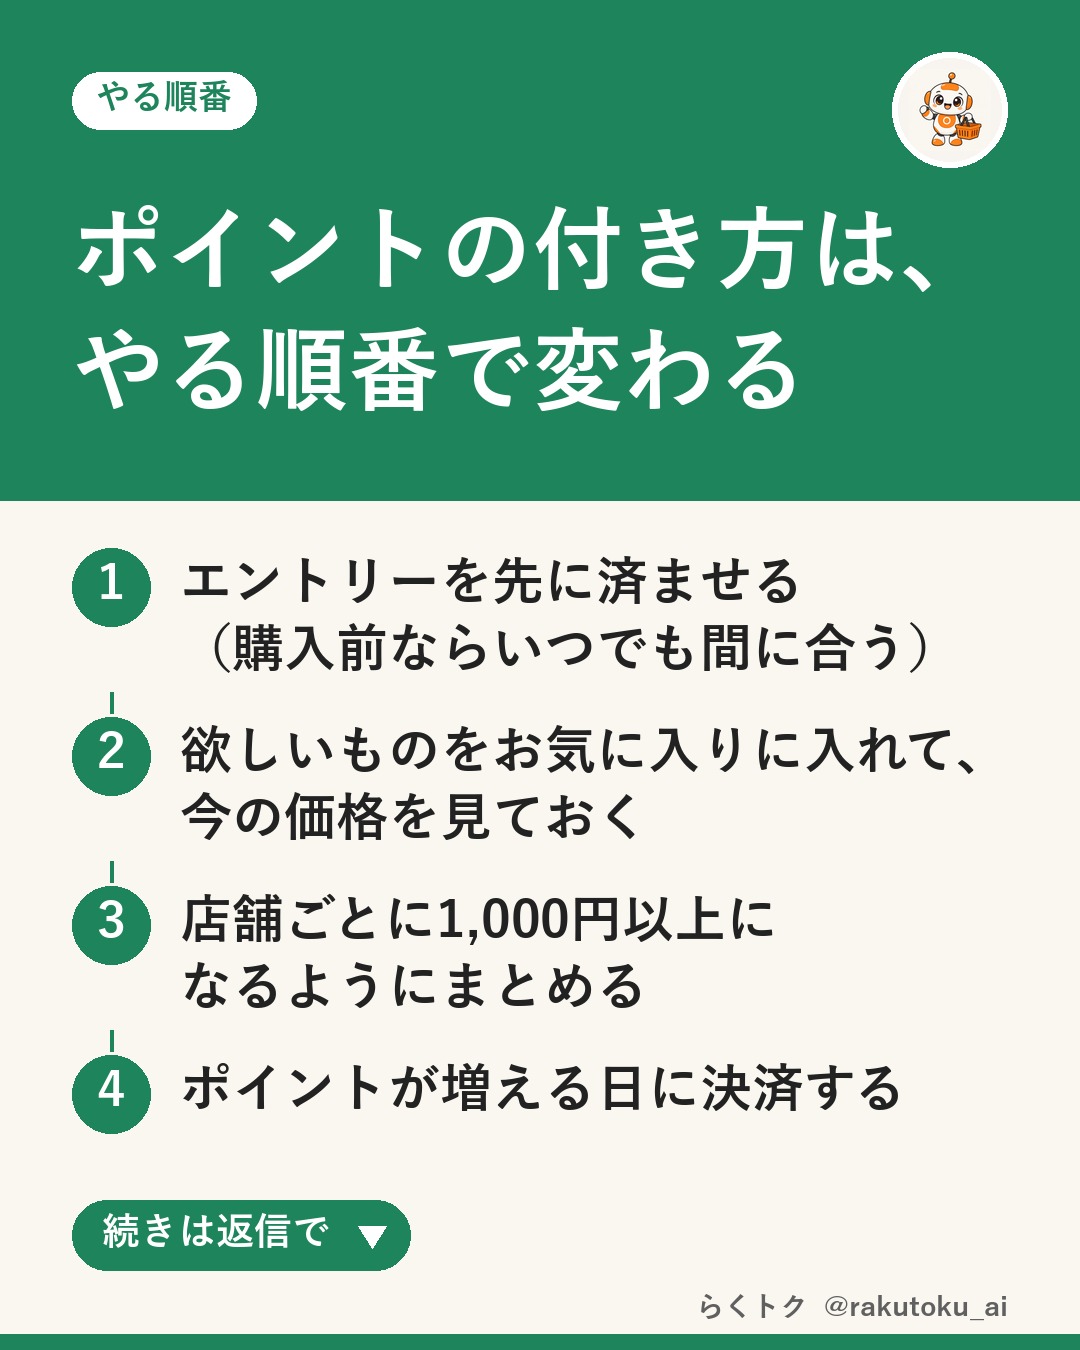 やる順番
ポイントの付き方は、
やる順番で変わる
1 エントリーを先に済ませる
（購入前ならいつでも間に合う）
2 欲しいものをお気に入りに入れて、
今の価格を見ておく
3 店舗ごとに1,000円以上に
なるようにまとめる
4 ポイントが増える日に決済する
続きは返信で ▼
らくトク @rakutoku_ai